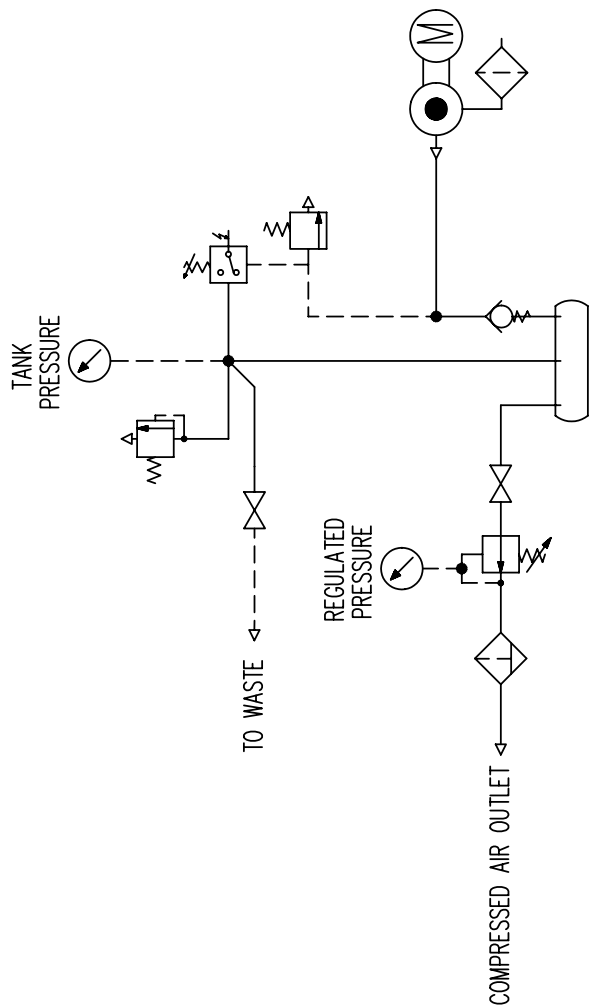 M
TANK
PRESSURE
REGULATED
PRESSURE
TO WASTE
COMPRESSED AIR OUTLET